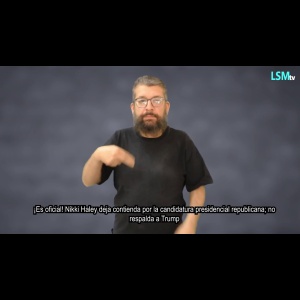 LSMtv
¡Es oficial! Nikki Haley deja contienda por la candidatura presidencial republicana; no
respalda a Trump